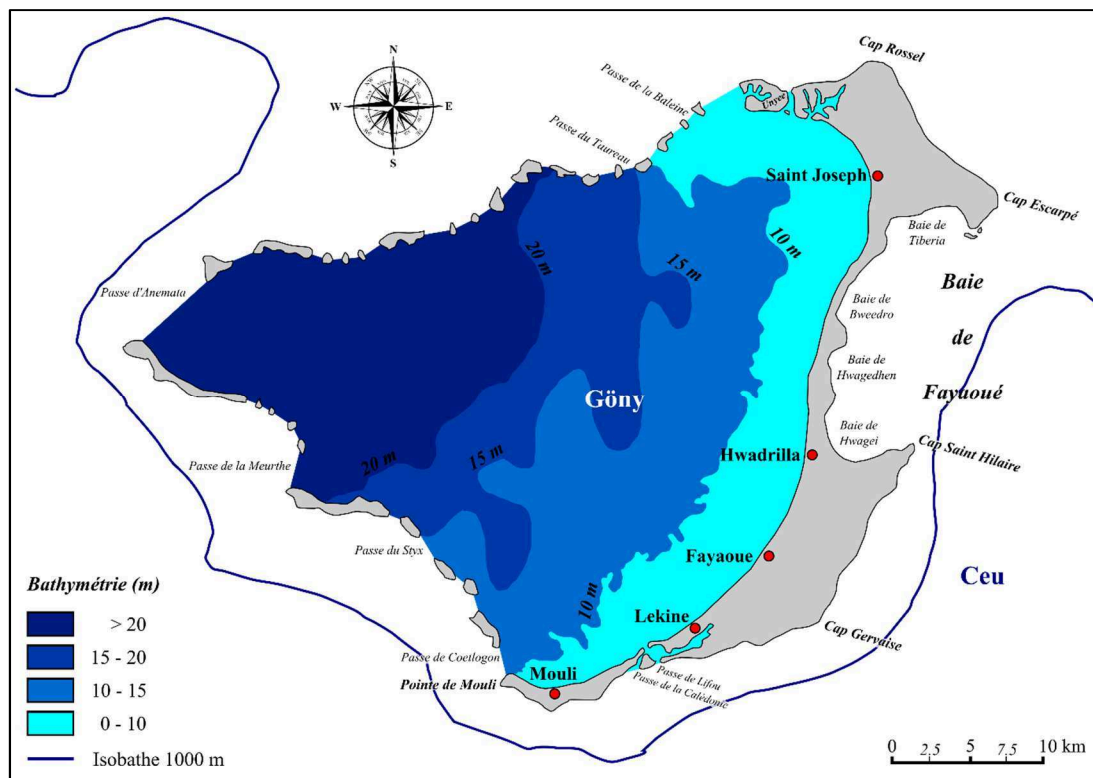 Cap Rossel
N
W
E
S
Passe de la Baleine
Unyee
Passe du Taureau
Saint Joseph
Cap Escarpé
Baie de
Tiberia
20 m
15 m
10 m
Passe d'Anemata
Baie
de
Fayaoué
Baie de
Bweedro
Baie de
Hwagedhen
Göny
Baie de
Hwagei
Cap Saint Hilaire
Passe de la Meurthe
20 m
15 m
Hwadrilla
Passe du Styx
Fayaoue
Ceu
10 m
Lekine
Cap Gervaise
Passe de Coetlogon
Pointe de Mouli
Mouli
Passe de Lifou
Passe de la Calédonie
Bathymétrie (m)
> 20
15 - 20
10 - 15
0 - 10
Isobathe 1000 m
0 2.5 5 7.5 10 km